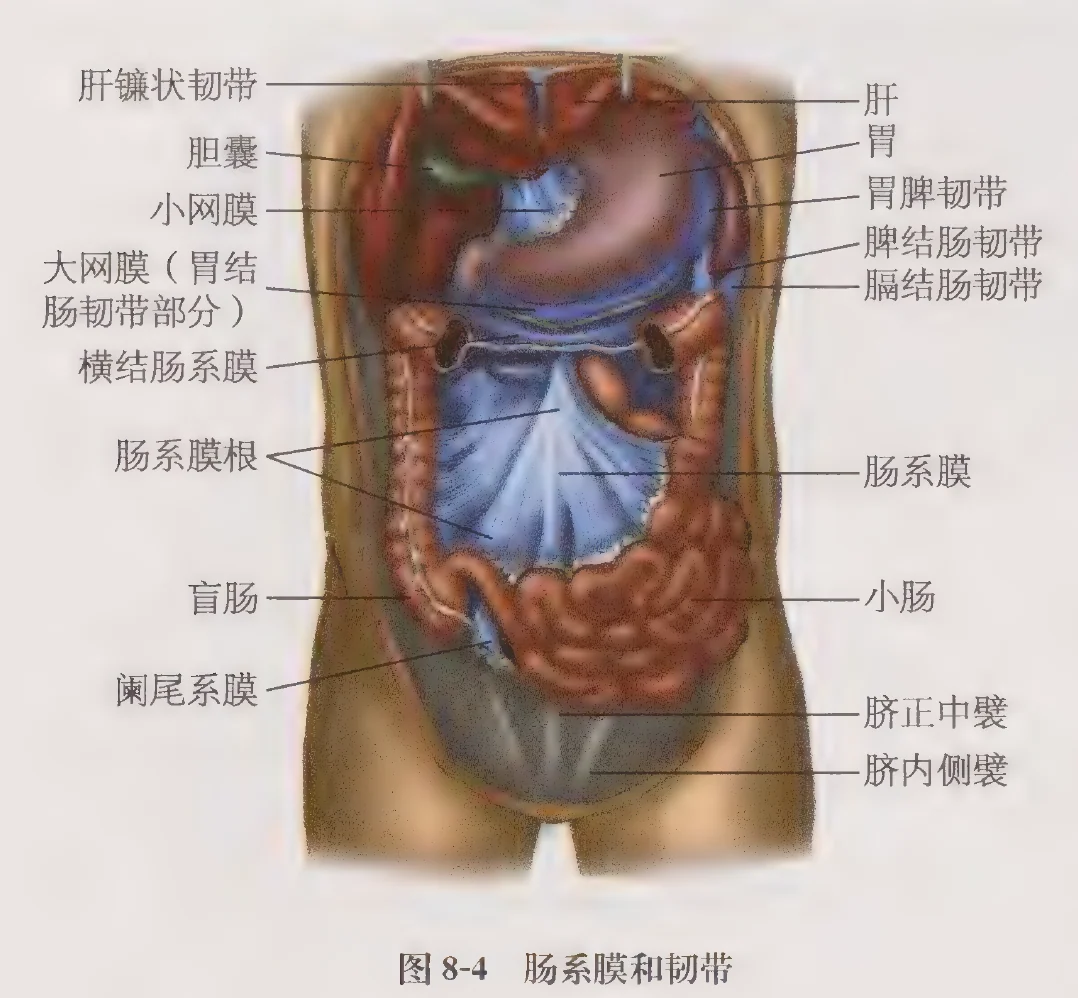 肝镰状韧带
胆囊
小网膜
大网膜（胃结
肠韧带部分）
横结肠系膜
肠系膜根
盲肠
阑尾系膜
肝
胃
胃脾韧带
脾结肠韧带
膈结肠韧带
肠系膜
小肠
脐正中襞
脐内侧襞
图 8-4　肠系膜和韧带